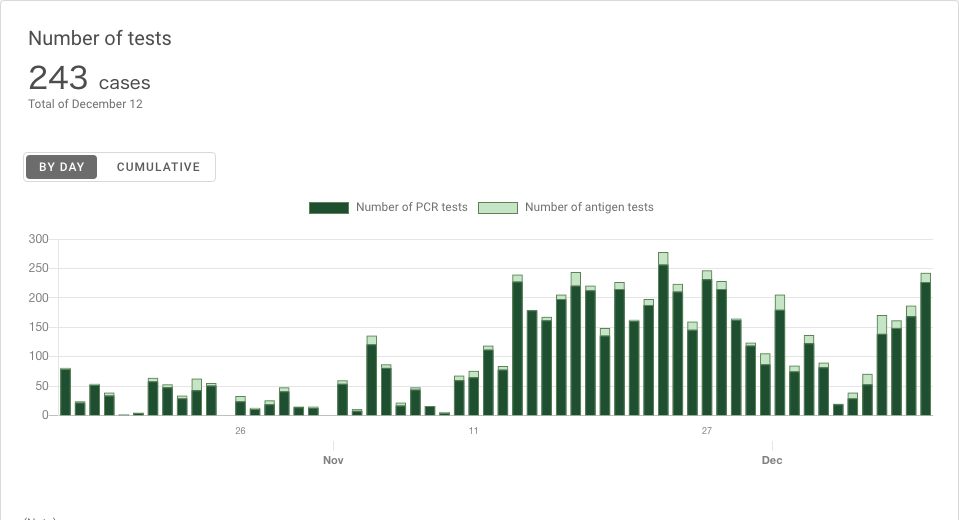 Number of tests
243 cases
Total of December 12
BY DAY CUMULATIVE
Number of PCR tests Number of antigen tests
300
250
200
150
100
50
0
26 11 27
Nov Dec